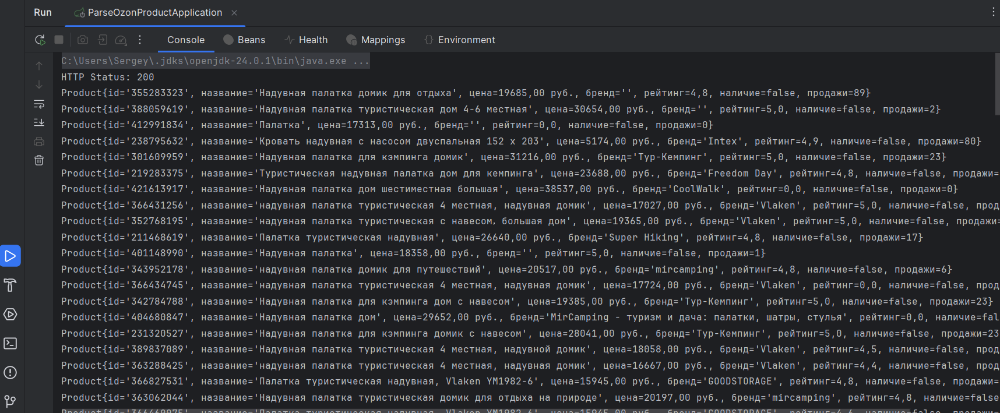 Run ParseOzonProductApplication
Console Beans Health Mappings Environment
C:\Users\Sergey\.jdks\openjdk-24.0.1\bin\java.exe ...
HTTP Status: 200
Product{id='355283323', название='Надувная палатка домик для отдыха', цена=19685,00 руб., бренд='', рейтинг=4,8, наличие=false, продажи=89}
Product{id='388059619', название='Надувная палатка туристическая дом 4-6 местная', цена=30654,00 руб., бренд='', рейтинг=5,0, наличие=false, продажи=2}
Product{id='412991834', название='Палатка', цена=17313,00 руб., бренд='', рейтинг=0,0, наличие=false, продажи=0}
Product{id='238795632', название='Кровать надувная с насосом двуспальная 152 х 203', цена=5174,00 руб., бренд='Intex', рейтинг=4,9, наличие=false, продажи=80}
Product{id='301609959', название='Надувная палатка для кэмпинга домик', цена=31216,00 руб., бренд='Тур-Кемпинг', рейтинг=5,0, наличие=false, продажи=23}
Product{id='219283375', название='Туристическая надувная палатка дом для кемпинга', цена=23688,00 руб., бренд='Freedom Day', рейтинг=4,8, наличие=false, продажи=
Product{id='421613917', название='Надувная палатка дом шестиместная большая', цена=38537,00 руб., бренд='CoolWalk', рейтинг=0,0, наличие=false, продажи=0}
Product{id='366431256', название='надувная палатка туристическая 4 местная, надувная домик', цена=17027,00 руб., бренд='Vlaken', рейтинг=5,0, наличие=false, прод
Product{id='352768195', название='надувная палатка туристическая с навесом，большая дом', цена=19365,00 руб., бренд='Vlaken', рейтинг=5,0, наличие=false, продажи=
Product{id='211468619', название='Палатка туристическая надувная', цена=26640,00 руб., бренд='Super Hiking', рейтинг=4,8, наличие=false, продажи=17}
Product{id='401148990', название='Надувная палатка', цена=18358,00 руб., бренд='', рейтинг=5,0, наличие=false, продажи=1}
Product{id='343952178', название='надувная палатка домик для путешествий', цена=20517,00 руб., бренд='mircamping', рейтинг=4,8, наличие=false, продажи=6}
Product{id='366434745', название='надувная палатка туристическая 4 местная, надувная домик', цена=17724,00 руб., бренд='Vlaken', рейтинг=0,0, наличие=false, прод
Product{id='342784788', название='Надувная палатка для кэмпинга дом с навесом', цена=19385,00 руб., бренд='Тур-Кемпинг', рейтинг=5,0, наличие=false, продажи=23}
Product{id='404680847', название='Надувная палатка дом', цена=29652,00 руб., бренд='MirCamping - туризм и дача: палатки, шатры, стулья', рейтинг=0,0, наличие=fal
Product{id='231320527', название='Надувная палатка для кэмпинга домик с навесом', цена=28041,00 руб., бренд='Тур-Кемпинг', рейтинг=5,0, наличие=false, продажи=23
Product{id='389837089', название='Надувная палатка туристическая 4 местная, надувной домик', цена=18058,00 руб., бренд='Vlaken', рейтинг=4,5, наличие=false, прод
Product{id='363288425', название='надувная палатка туристическая 4 местная, надувная домик', цена=16667,00 руб., бренд='Vlaken', рейтинг=4,4, наличие=false, прод
Product{id='366827531', название='Палатка туристическая надувная, Vlaken YM1982-6', цена=15945,00 руб., бренд='GOODSTORAGE', рейтинг=4,8, наличие=false, продажи=
Product{id='363062044', название='Надувная палатка туристическая домик для отдыха на природе', цена=20197,00 руб., бренд='mircamping', рейтинг=4,8, наличие=false
Product{id='366460075', название='Палатка туристическая надувная, Vlaken YM1982-6', цена=15945,00 руб., бренд='GOODSTORAGE', рейтинг=4,6, наличие=false, продажи=